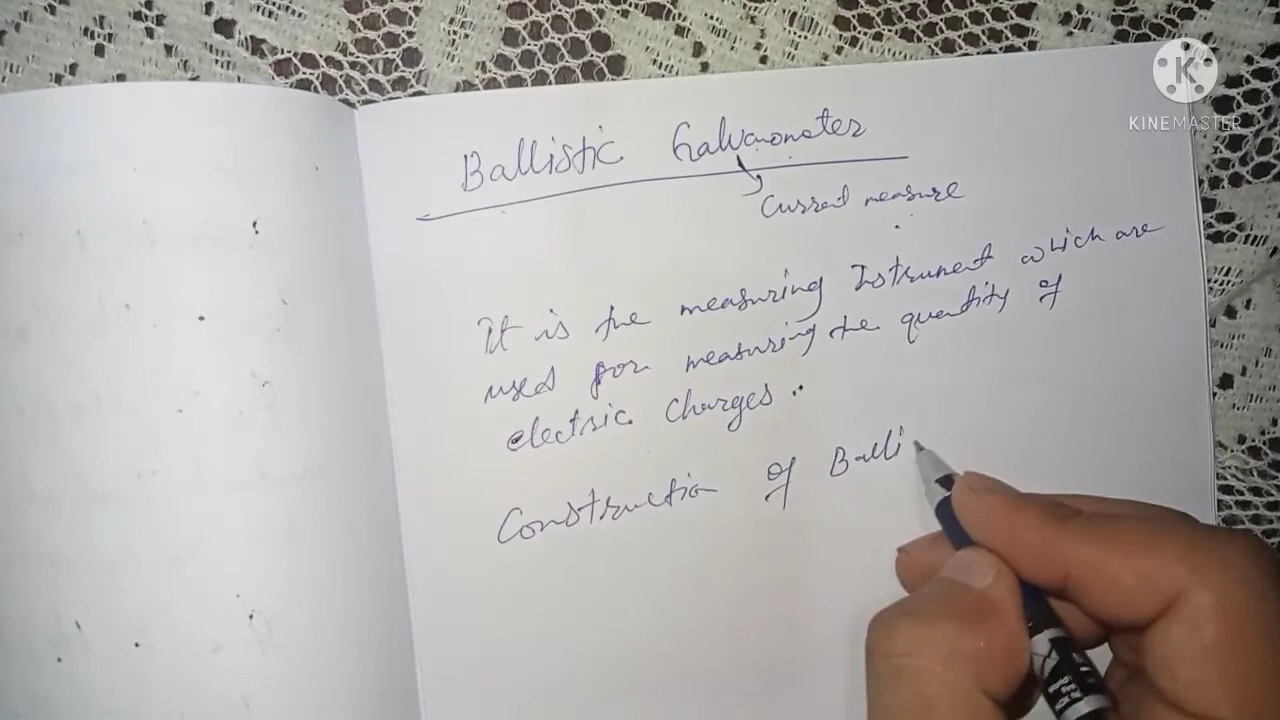 KINEMASTER
Ballistic Galvanometer
Current measure
It is the measuring Instrument which are
used for measuring the quantity of
electric charges.
Construction of Balli